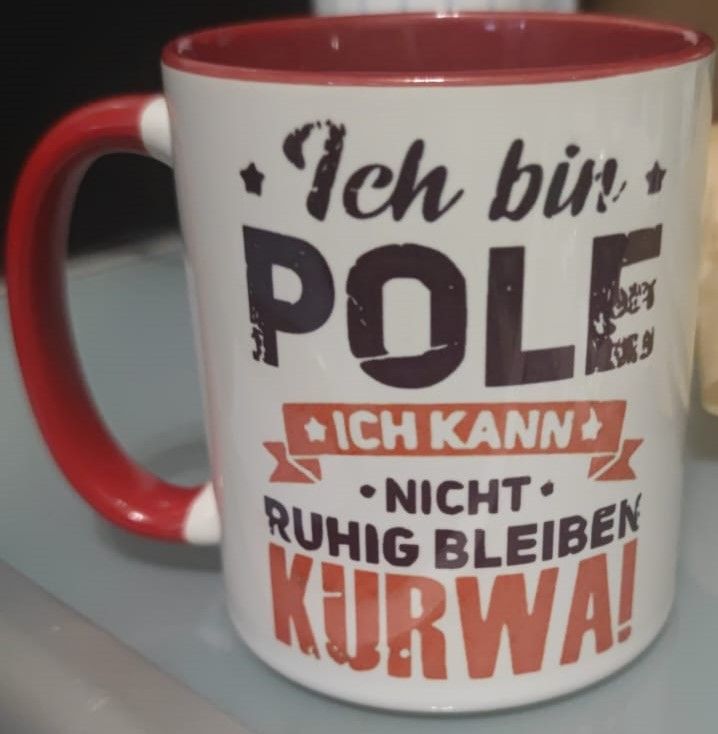 Ich bin
POLE
ICH KANN
NICHT
RUHIG BLEIBEN
KURWA!